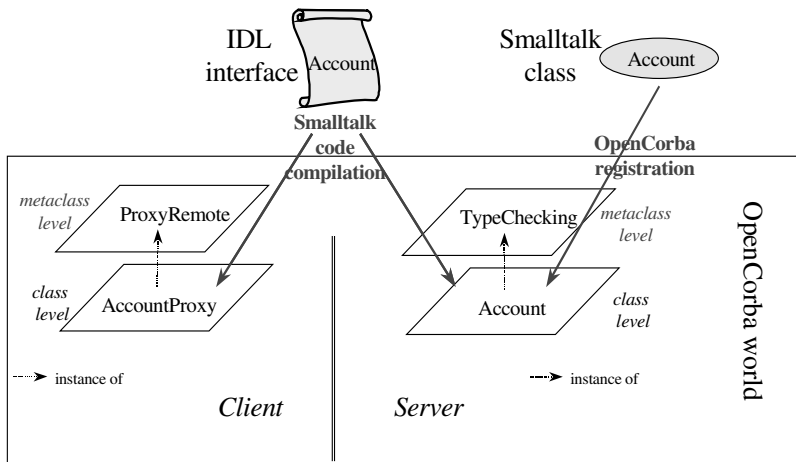 IDL
interface
Account
Smalltalk
class
Account
Smalltalk
code
compilation
OpenCorba
registration
metaclass
level
ProxyRemote
TypeChecking
metaclass
level
class
level
AccountProxy
Account
class
level
instance of
instance of
Client
Server
OpenCorba world